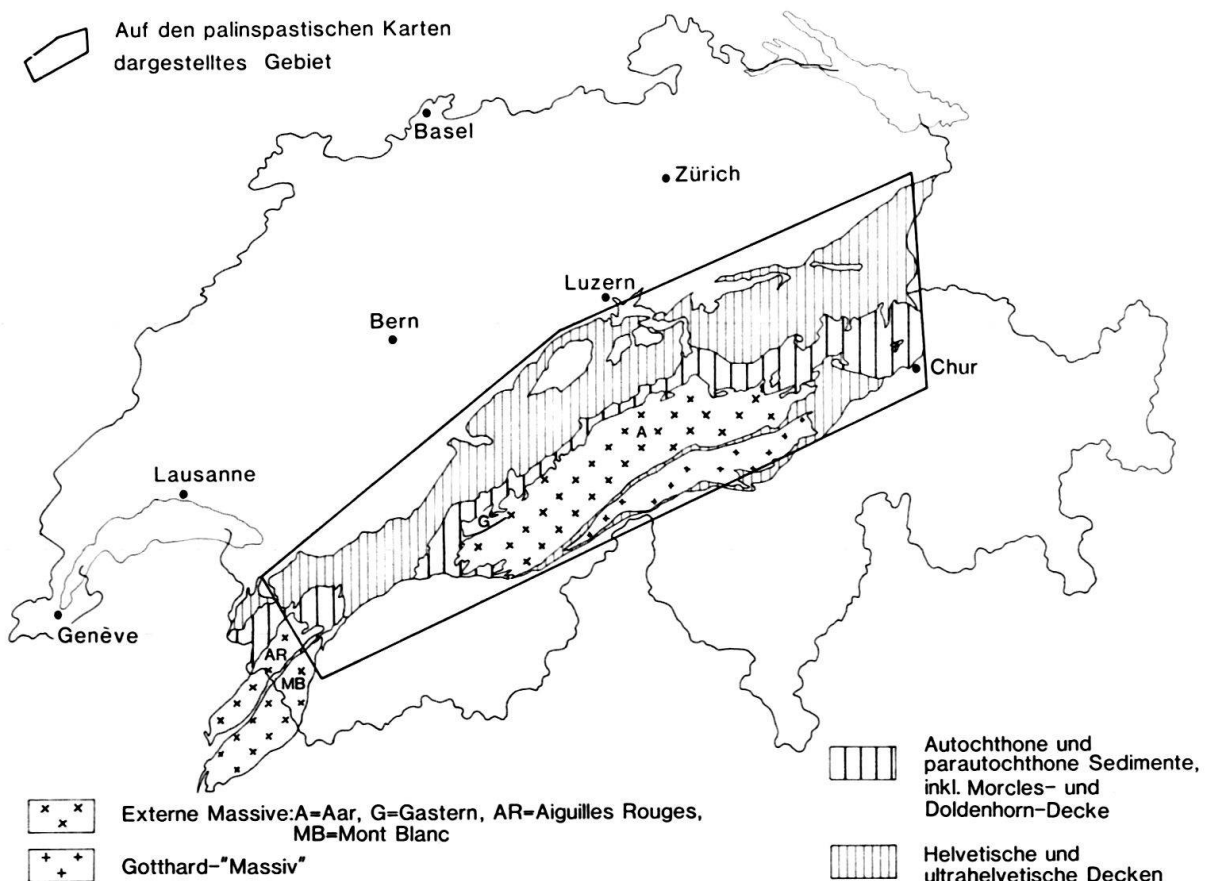 Auf den palinspastischen Karten
dargestelltes Gebiet
Basel
Zürich
Luzern
Bern
Chur
A
Lausanne
G
Genève
AR
MB
Externe Massive:A=Aar, G=Gastern, AR=Aiguilles Rouges,
MB=Mont Blanc
Gotthard-"Massiv"
Autochthone und
parautochthone Sedimente,
inkl. Morcles- und
Doldenhorn-Decke
Helvetische und
ultrahelvetische Decken